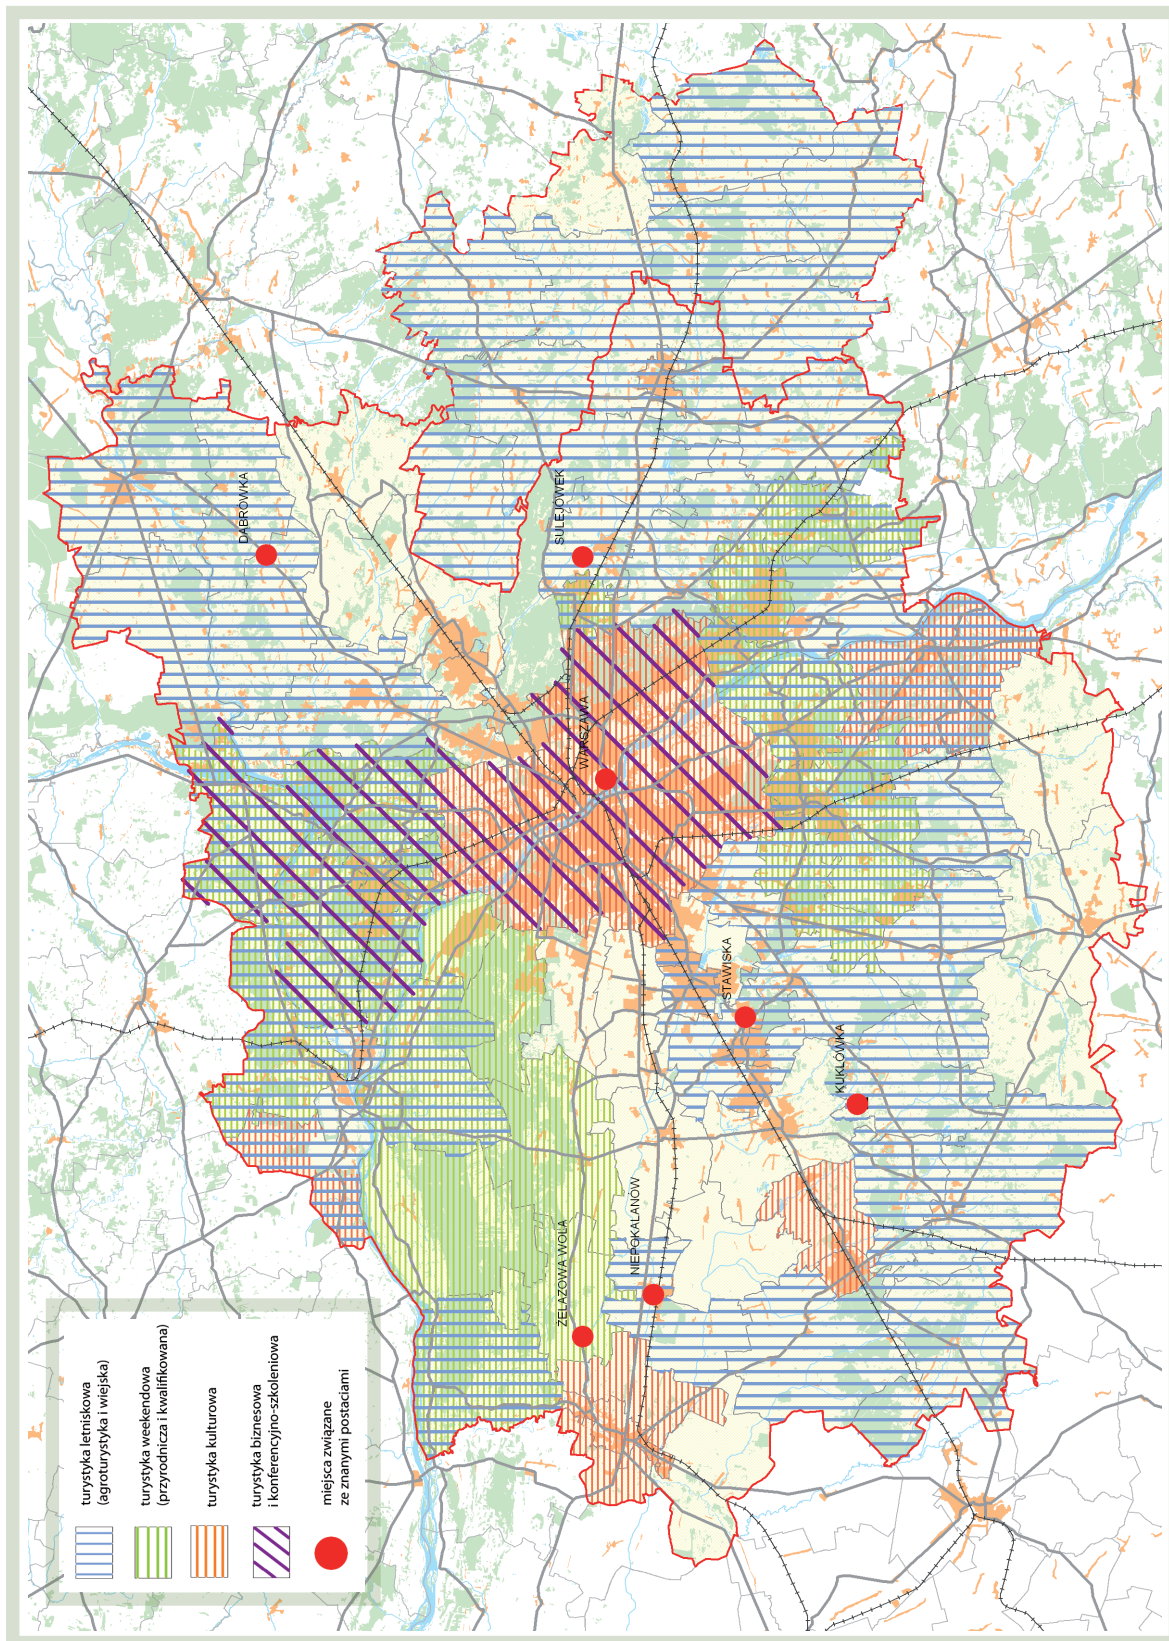 turystyka letniskowa
(agroturystyka i wiejska)
turystyka weekendowa
(przyrodnicza i kwalifikowana)
turystyka kulturowa
turystyka biznesowa
i konferencyjno-szkoleniowa
miejsca związane
ze znanymi postaciami
DĄBRÓWKA
SULEJÓWEK
WARSZAWA
STAWISKA
KUKLÓWKA
NIEPOKALANÓW
ŻELAZOWA WOLA